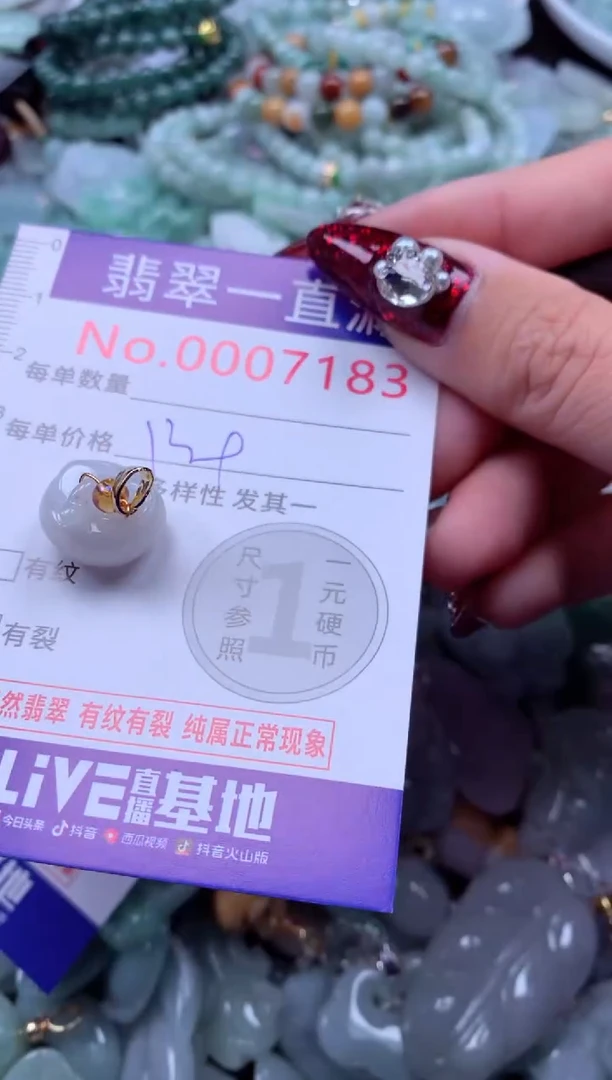 0
翡翠一直
1
No.0007183
2
每单数量
每单价格
多样性 发其一
有纹
尺寸参照
1
一元硬币
有裂
然翡翠 有纹有裂 纯属正常现象
LiVE直播基地
今日头条 抖音 西瓜视频 抖音火山版